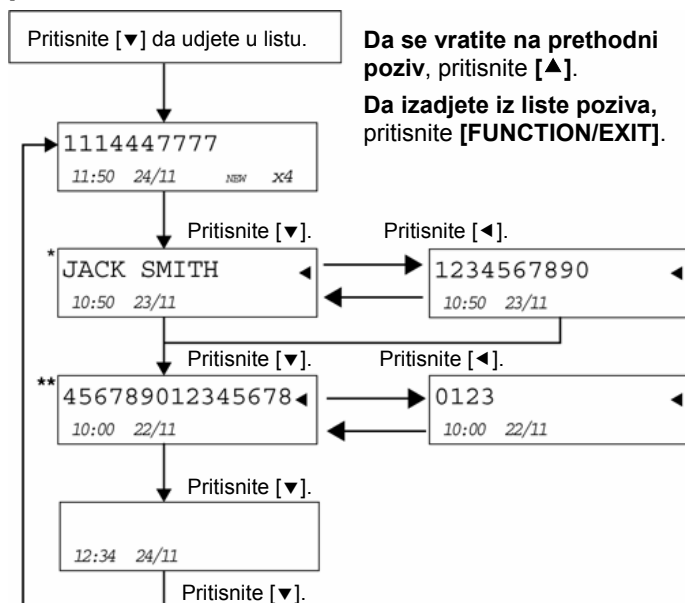 Pritisnite [▼] da udjete u listu.
Da se vratite na prethodni
poziv, pritisnite [▲].
Da izadjete iz liste poziva,
pritisnite [FUNCTION/EXIT].
1114447777
11:50 24/11 NEW x4
Pritisnite [▼].
Pritisnite [◄].
*
JACK SMITH ◄
10:50 23/11
1234567890 ◄
10:50 23/11
Pritisnite [▼].
Pritisnite [◄].
**
456789012345678◄
10:00 22/11
0123 ◄
10:00 22/11
Pritisnite [▼].
12:34 24/11
Pritisnite [▼].